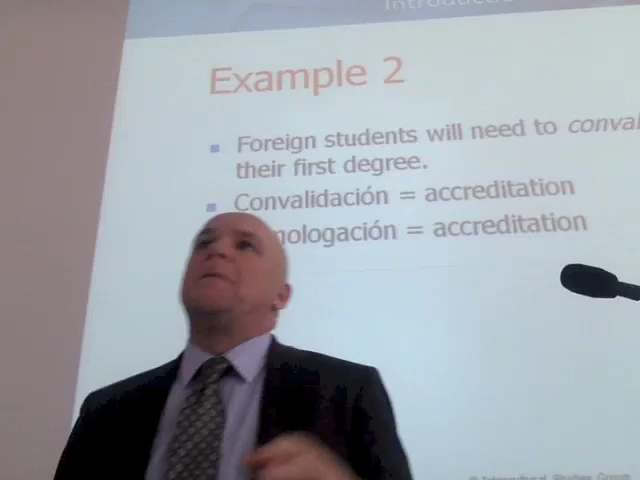 Example 2
Foreign students will need to
their first degree.
Convalidación = accreditation
= accreditation